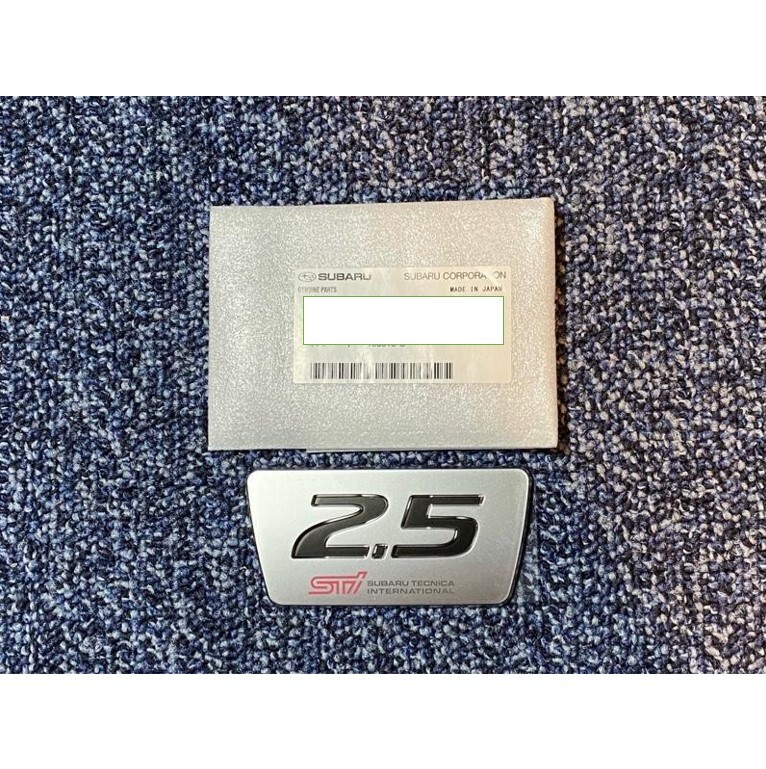 SUBARU SUBARU CORPORATION
GENUINE PARTS MADE IN JAPAN
2.5
STi SUBARU TECNICA
INTERNATIONAL